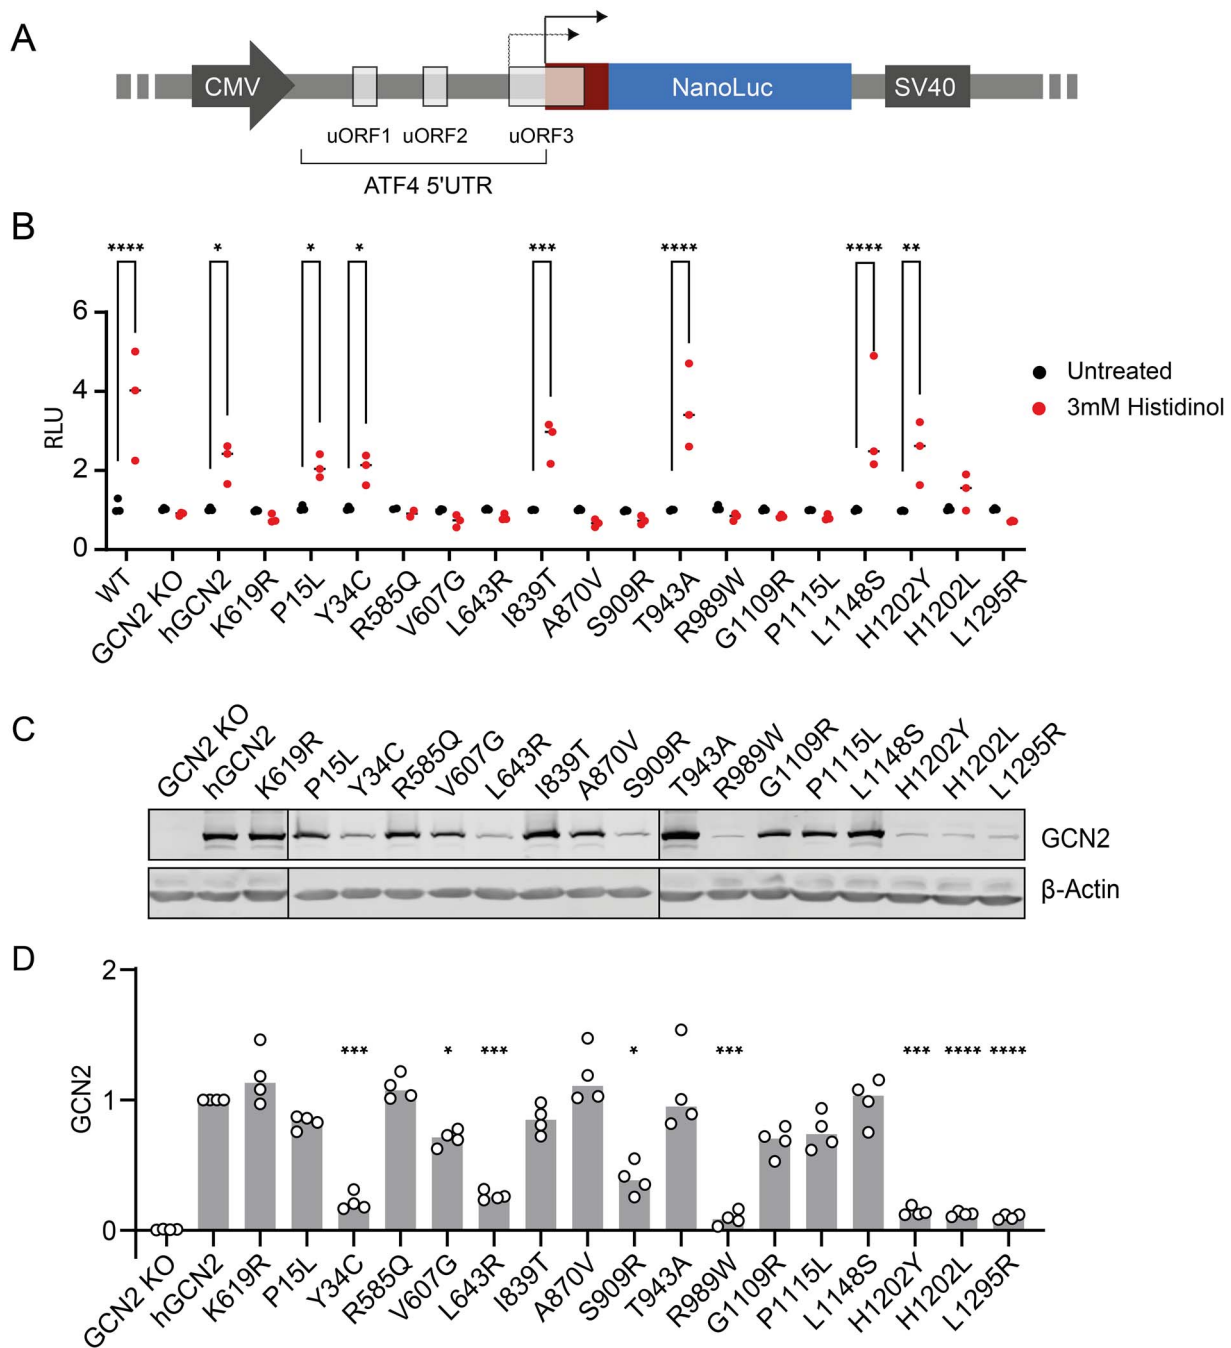 A
CMV
NanoLuc
SV40
uORF1
uORF2
uORF3
ATF4 5'UTR
B
**** * * * *** **** **** **
6
4
2
0
RLU
Untreated
3mM Histidinol
WT
GCN2 KO
hGCN2
K619R
P15L
Y34C
R585Q
V607G
L643R
I839T
A870V
S909R
T943A
R989W
G1109R
P1115L
L1148S
H1202Y
H1202L
L1295R
C
GCN2 KO
hGCN2
K619R
P15L
Y34C
R585Q
V607G
L643R
I839T
A870V
S909R
T943A
R989W
G1109R
P1115L
L1148S
H1202Y
H1202L
L1295R
GCN2
β-Actin
D
2
1
0
GCN2
*** * *** * *** *** **** ****
GCN2 KO
hGCN2
K619R
P15L
Y34C
R585Q
V607G
L643R
I839T
A870V
S909R
T943A
R989W
G1109R
P1115L
L1148S
H1202Y
H1202L
L1295R